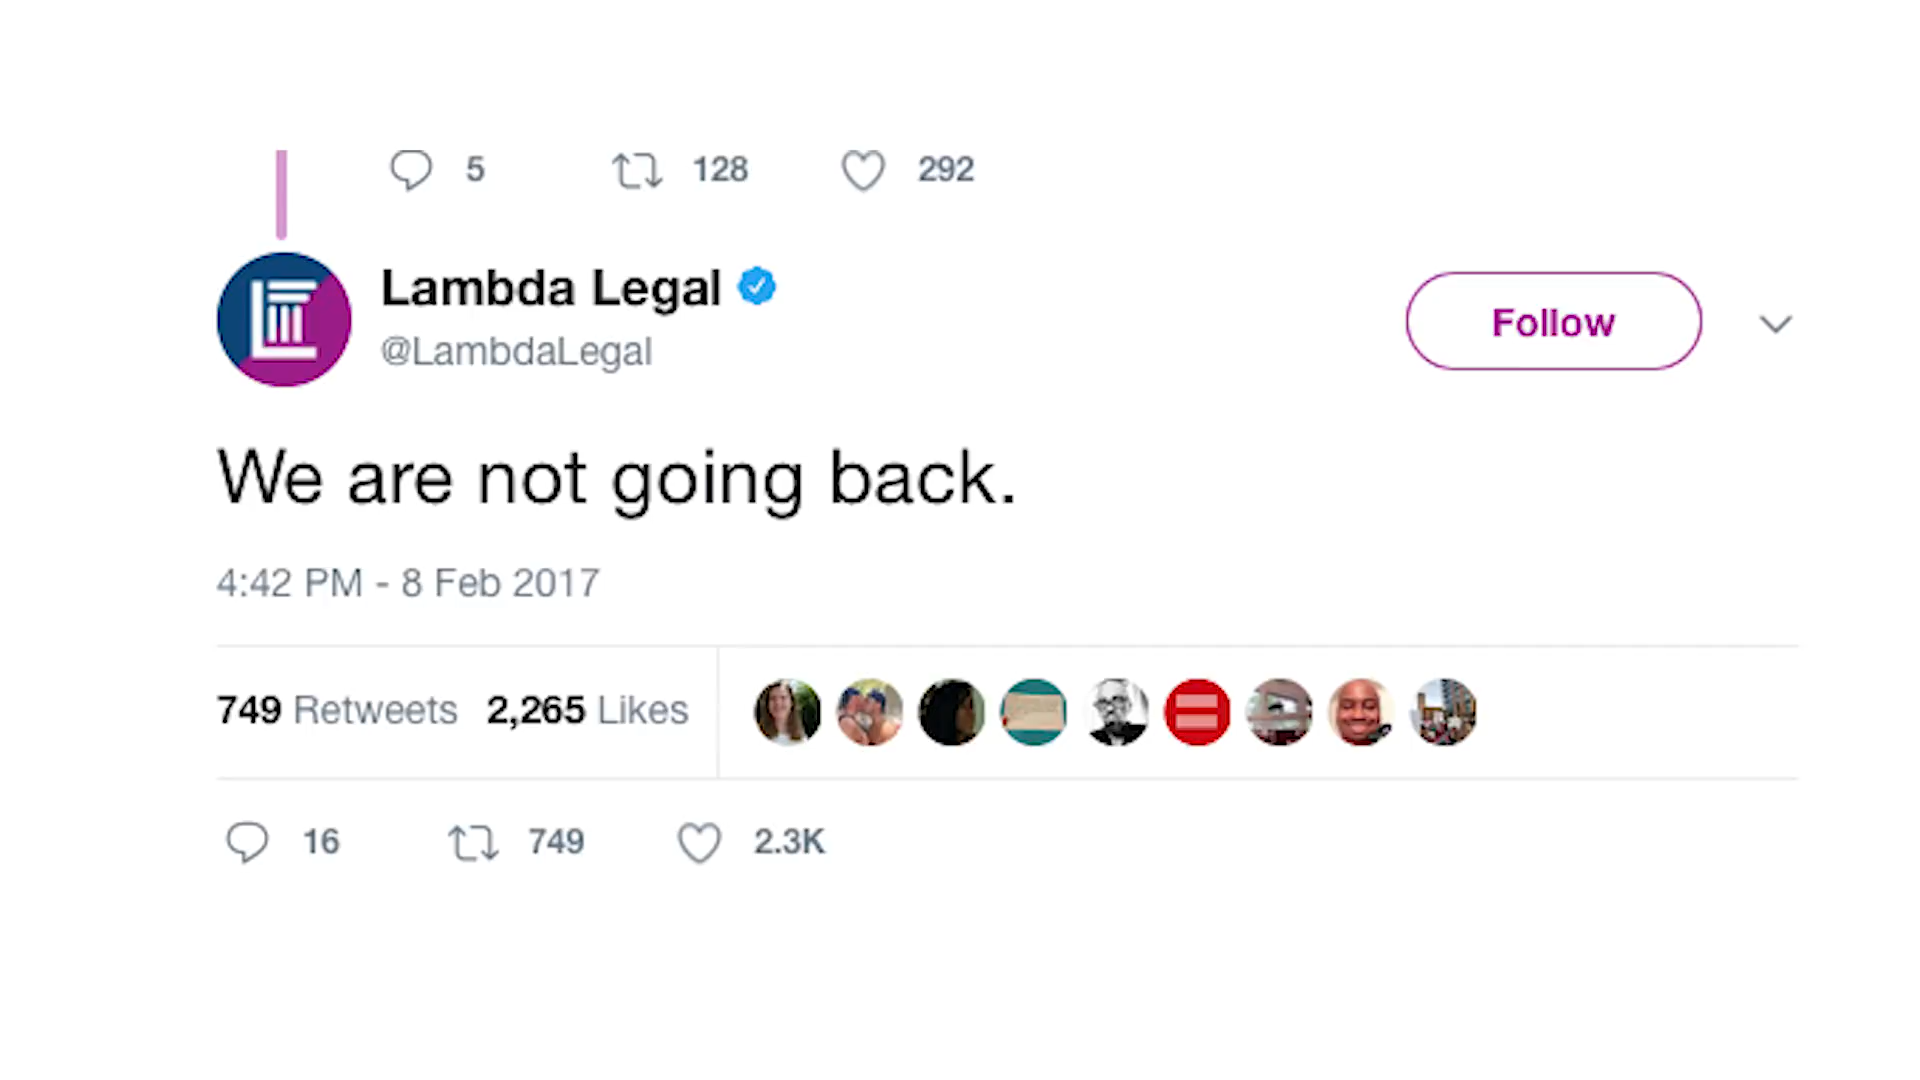 5 128 292
Lambda Legal
@LambdaLegal
Follow
We are not going back.
4:42 PM - 8 Feb 2017
749 Retweets 2,265 Likes
16 749 2.3K